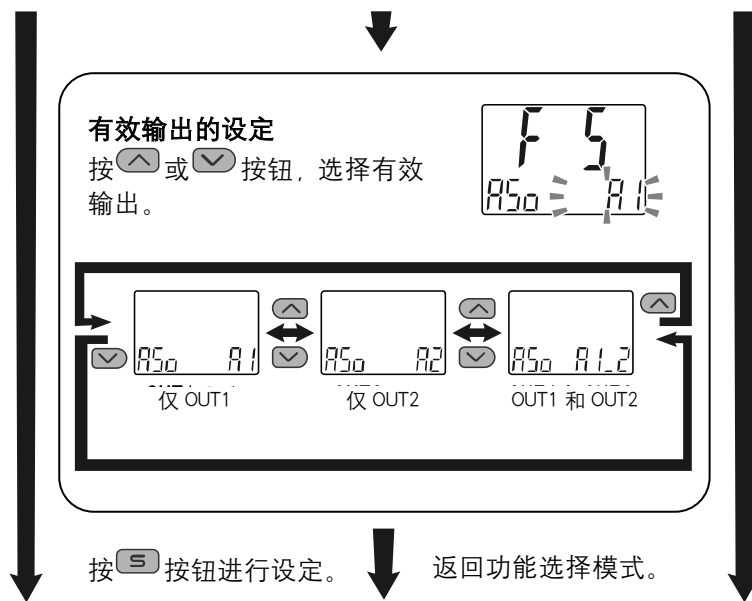 有效输出的设定
按 或 按钮，选择有效
输出。
F 5
ASo A1
ASo A1
ASo A2
ASo A1_2
仅 OUT1
仅 OUT2
OUT1 和 OUT2
按 S 按钮进行设定。
返回功能选择模式。